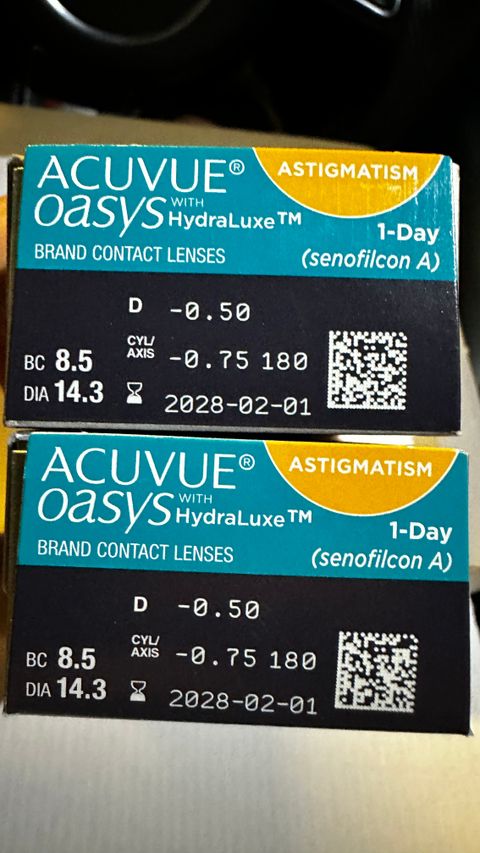 ACUVUE®
ASTIGMATISM
oasys WITH HydraLuxe™
1-Day
BRAND CONTACT LENSES
(senofilcon A)
D -0.50
CYL/AXIS -0.75 180
BC 8.5
DIA 14.3
2028-02-01
ACUVUE®
ASTIGMATISM
oasys WITH HydraLuxe™
1-Day
BRAND CONTACT LENSES
(senofilcon A)
D -0.50
CYL/AXIS -0.75 180
BC 8.5
DIA 14.3
2028-02-01